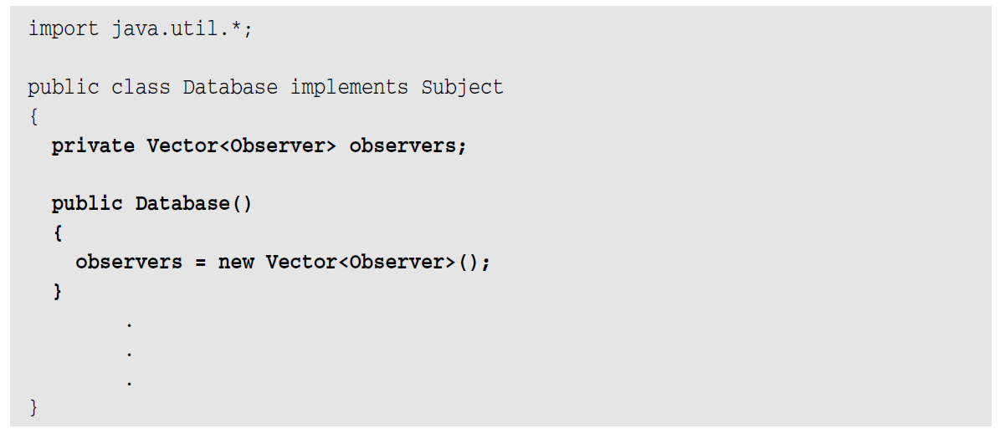 import java.util.*;
public class Database implements Subject
{
private Vector<Observer> observers;
public Database()
{
observers = new Vector<Observer>();
}
.
.
.
}